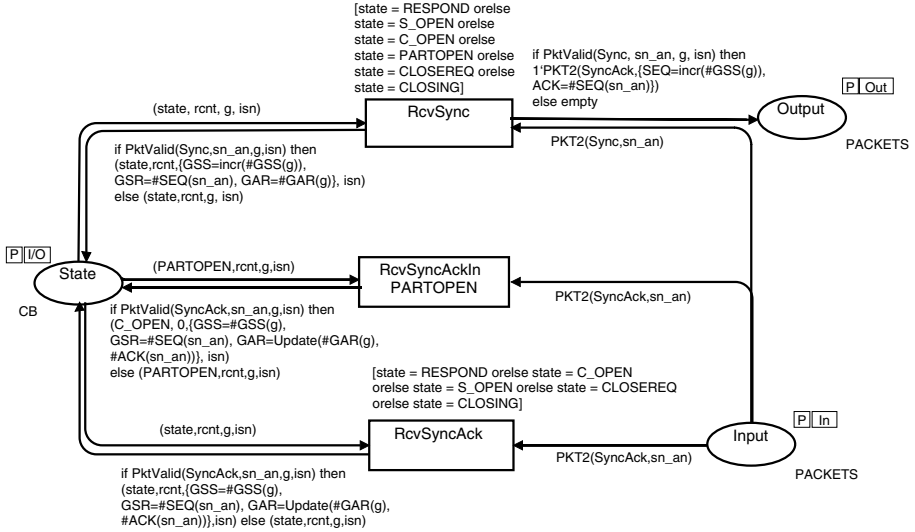 [state = RESPOND orelse
state = S_OPEN orelse
state = C_OPEN orelse
state = PARTOPEN orelse
state = CLOSEREQ orelse
state = CLOSING]
if PktValid(Sync, sn_an, g, isn) then
1‘PKT2(SyncAck,{SEQ=incr(#GSS(g)),
ACK=#SEQ(sn_an)})
else empty
P Out
Output
PACKETS
(state, rcnt, g, isn)
RcvSync
PKT2(Sync,sn_an)
if PktValid(Sync,sn_an,g,isn) then
(state,rcnt,{GSS=incr(#GSS(g)),
GSR=#SEQ(sn_an), GAR=#GAR(g)}, isn)
else (state,rcnt,g, isn)
P I/O
State
CB
(PARTOPEN,rcnt,g,isn)
RcvSyncAckIn
PARTOPEN
PKT2(SyncAck,sn_an)
if PktValid(SyncAck,sn_an,g,isn) then
(C_OPEN, 0,{GSS=#GSS(g),
GSR=#SEQ(sn_an), GAR=Update(#GAR(g),
#ACK(sn_an))}, isn)
else (PARTOPEN,rcnt,g,isn)
[state = RESPOND orelse state = C_OPEN
orelse state = S_OPEN orelse state = CLOSEREQ
orelse state = CLOSING]
P In
Input
PACKETS
(state,rcnt,g,isn)
RcvSyncAck
PKT2(SyncAck,sn_an)
if PktValid(SyncAck,sn_an,g,isn) then
(state,rcnt,{GSS=#GSS(g),
GSR=#SEQ(sn_an), GAR=Update(#GAR(g),
#ACK(sn_an))},isn) else (state,rcnt,g,isn)